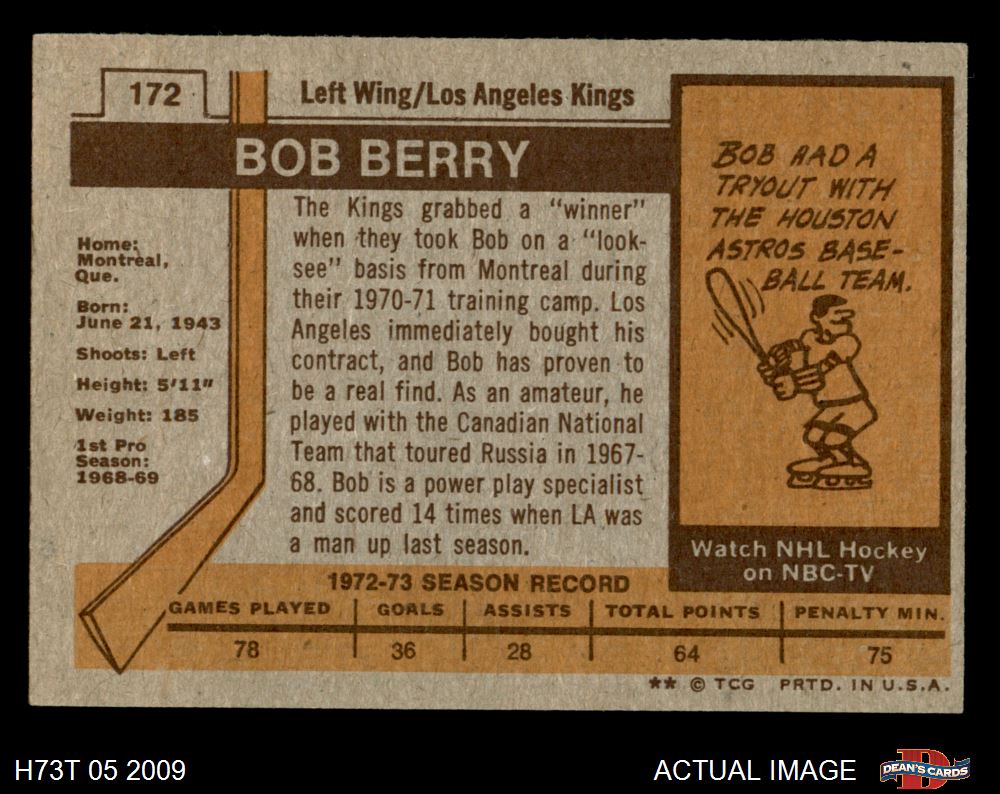 172
Left Wing/Los Angeles Kings
BOB BERRY
Home:
Montreal,
Que.
Born:
June 21, 1943
Shoots: Left
Height: 5'11"
Weight: 185
1st Pro
Season:
1968-69
The Kings grabbed a "winner"
when they took Bob on a "look-
see" basis from Montreal during
their 1970-71 training camp. Los
Angeles immediately bought his
contract, and Bob has proven to
be a real find. As an amateur, he
played with the Canadian National
Team that toured Russia in 1967-
68. Bob is a power play specialist
and scored 14 times when LA was
a man up last season.
BOB HAD A
TRYOUT WITH
THE HOUSTON
ASTROS BASE-
BALL TEAM.
Watch NHL Hockey
on NBC-TV
1972-73 SEASON RECORD
GAMES PLAYED GOALS ASSISTS TOTAL POINTS PENALTY MIN.
78 36 28 64 75
** © TCG PRTD. IN U.S.A.
H73T 05 2009
ACTUAL IMAGE
D
DEAN'S CARDS